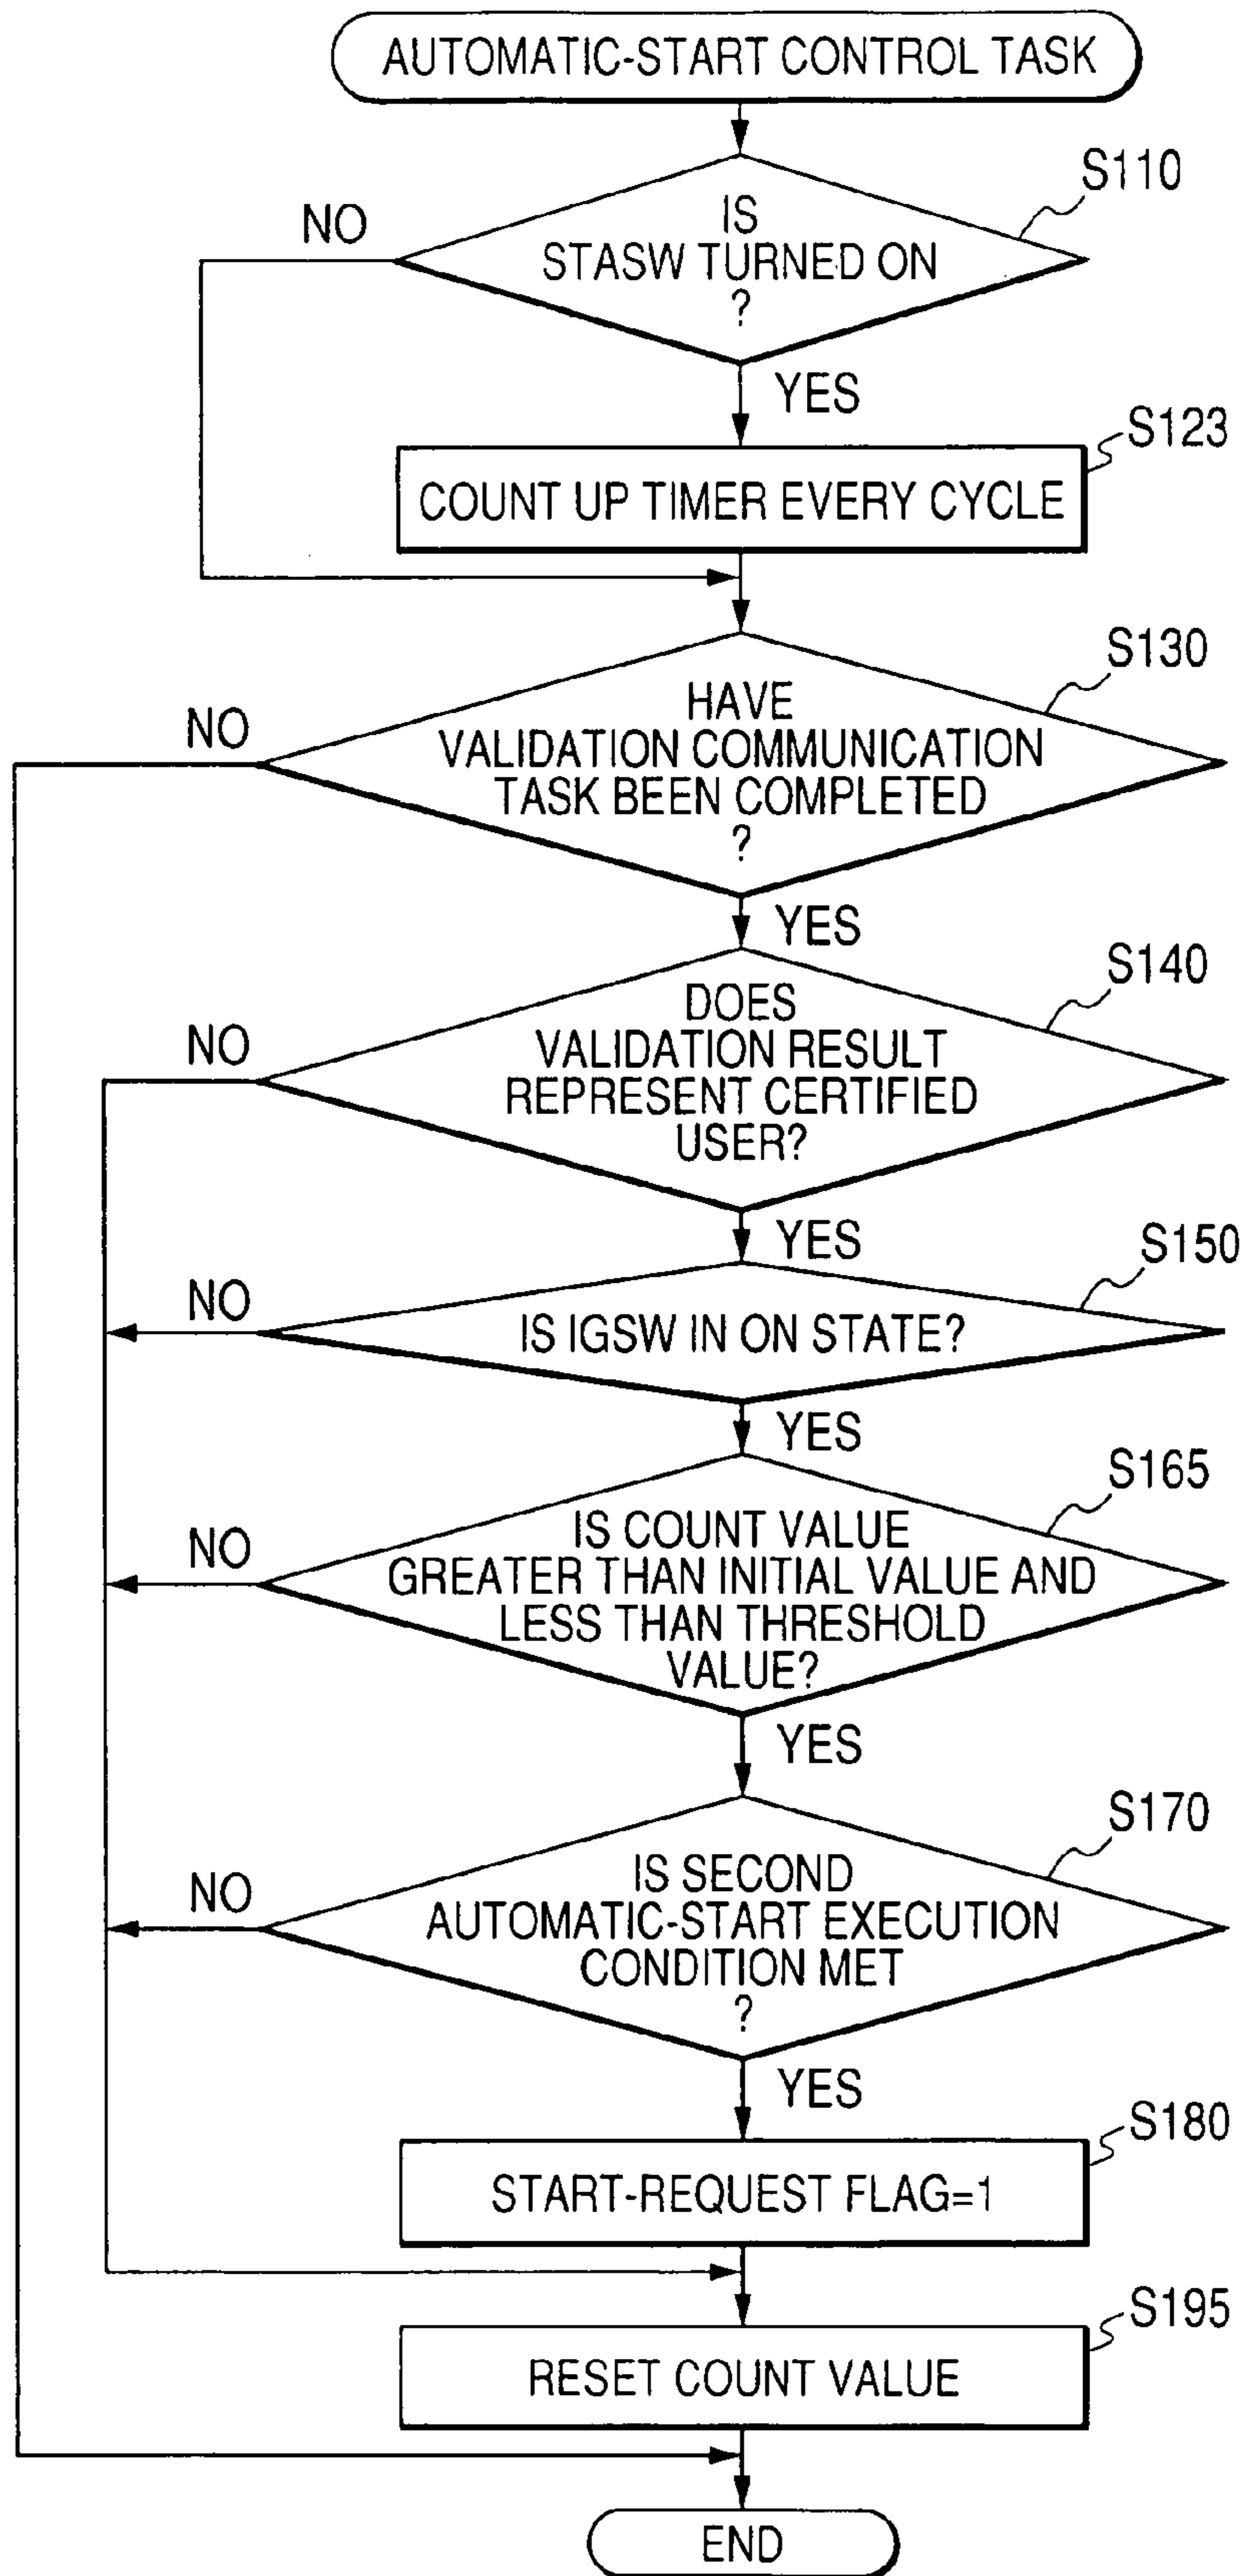 AUTOMATIC-START CONTROL TASK
S110
NO
IS
STASW TURNED ON
?
YES
S123
COUNT UP TIMER EVERY CYCLE
S130
NO
HAVE
VALIDATION COMMUNICATION
TASK BEEN COMPLETED
?
YES
S140
NO
DOES
VALIDATION RESULT
REPRESENT CERTIFIED
USER?
YES
S150
NO
IS IGSW IN ON STATE?
YES
S165
NO
IS COUNT VALUE
GREATER THAN INITIAL VALUE AND
LESS THAN THRESHOLD
VALUE?
YES
S170
NO
IS SECOND
AUTOMATIC-START EXECUTION
CONDITION MET
?
YES
S180
START-REQUEST FLAG=1
S195
RESET COUNT VALUE
END